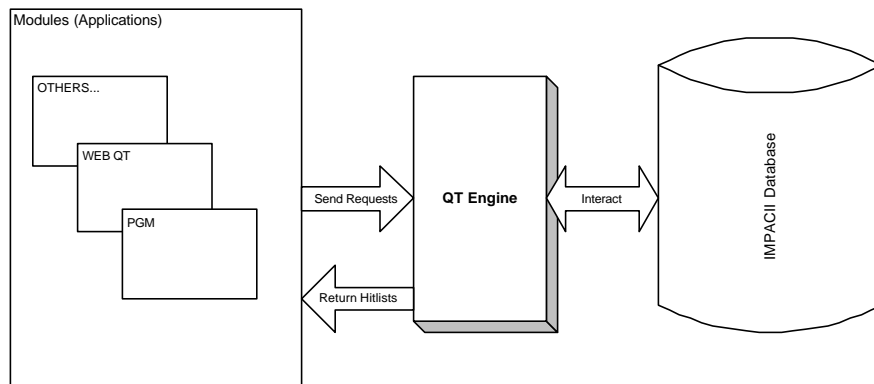 Modules (Applications)
OTHERS...
WEB QT
PGM
Send Requests
Return Hitlists
QT Engine
Interact
IMPACII Database